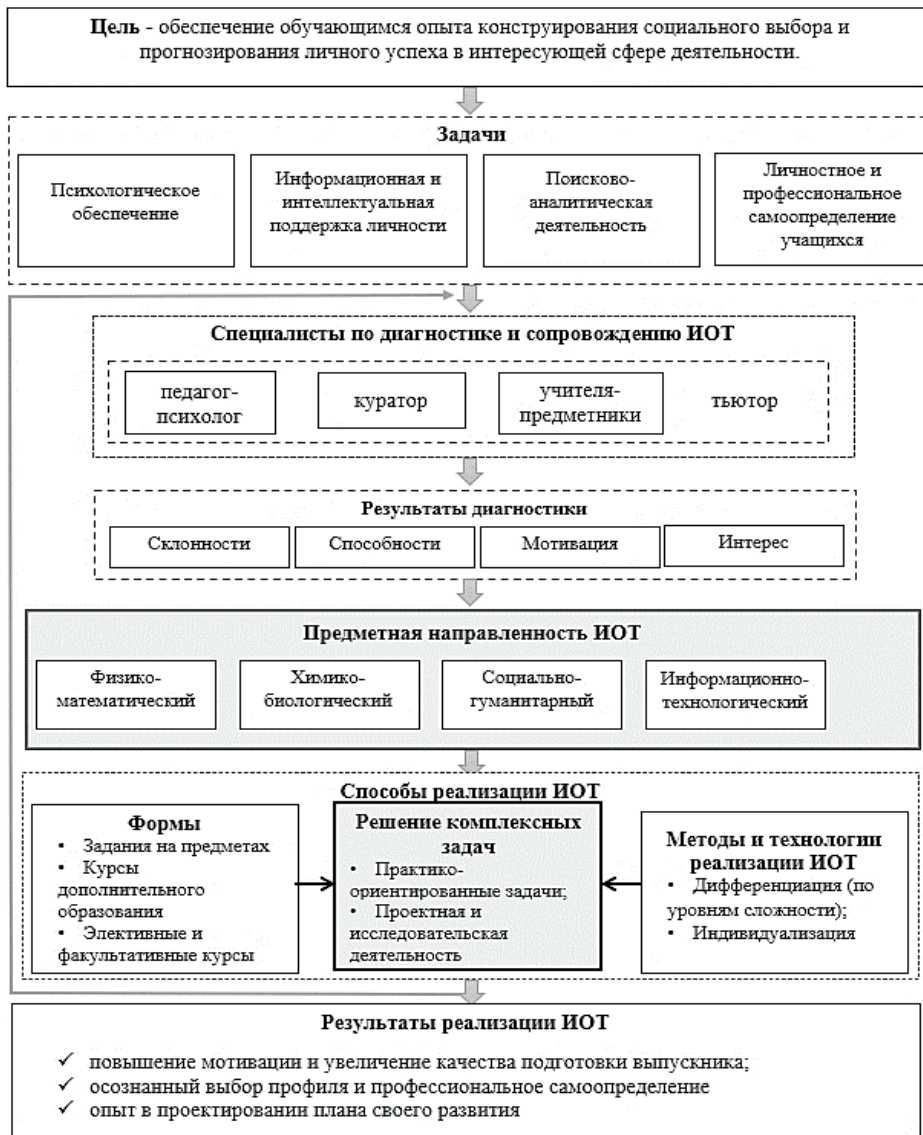 Цель - обеспечение обучающимся опыта конструирования социального выбора и
прогнозирования личного успеха в интересующей сфере деятельности.
Задачи
Психологическое
обеспечение
Информационная и
интеллектуальная
поддержка личности
Поисково-
аналитическая
деятельность
Личностное и
профессиональное
самоопределение
учащихся
Специалисты по диагностике и сопровождению ИОТ
педагог-
психолог
куратор
учителя-
предметники
тьютор
Результаты диагностики
Склонности
Способности
Мотивация
Интерес
Предметная направленность ИОТ
Физико-
математический
Химико-
биологический
Социально-
гуманитарный
Информационно-
технологический
Способы реализации ИОТ
Формы
• Задания на предметах
• Курсы
дополнительного
образования
• Элективные и
факультативные курсы
Решение комплексных
задач
• Практико-
ориентированные задачи;
• Проектная и
исследовательская
деятельность
Методы и технологии
реализации ИОТ
• Дифференциация (по
уровням сложности);
• Индивидуализация
Результаты реализации ИОТ
✓ повышение мотивации и увеличение качества подготовки выпускника;
✓ осознанный выбор профиля и профессиональное самоопределение
✓ опыт в проектировании плана своего развития